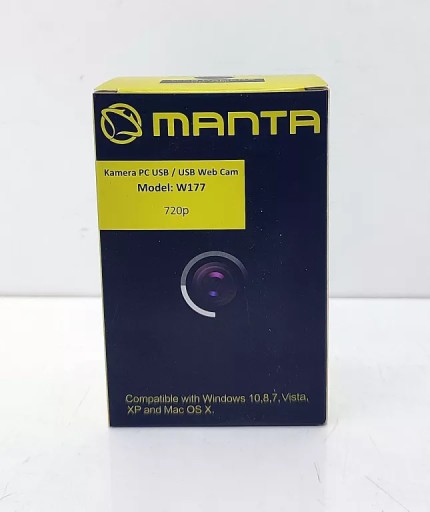 MANTA
Kamera PC USB / USB Web Cam
Model: W177
720p
Compatible with Windows 10,8,7,Vista,
XP and Mac OS X.